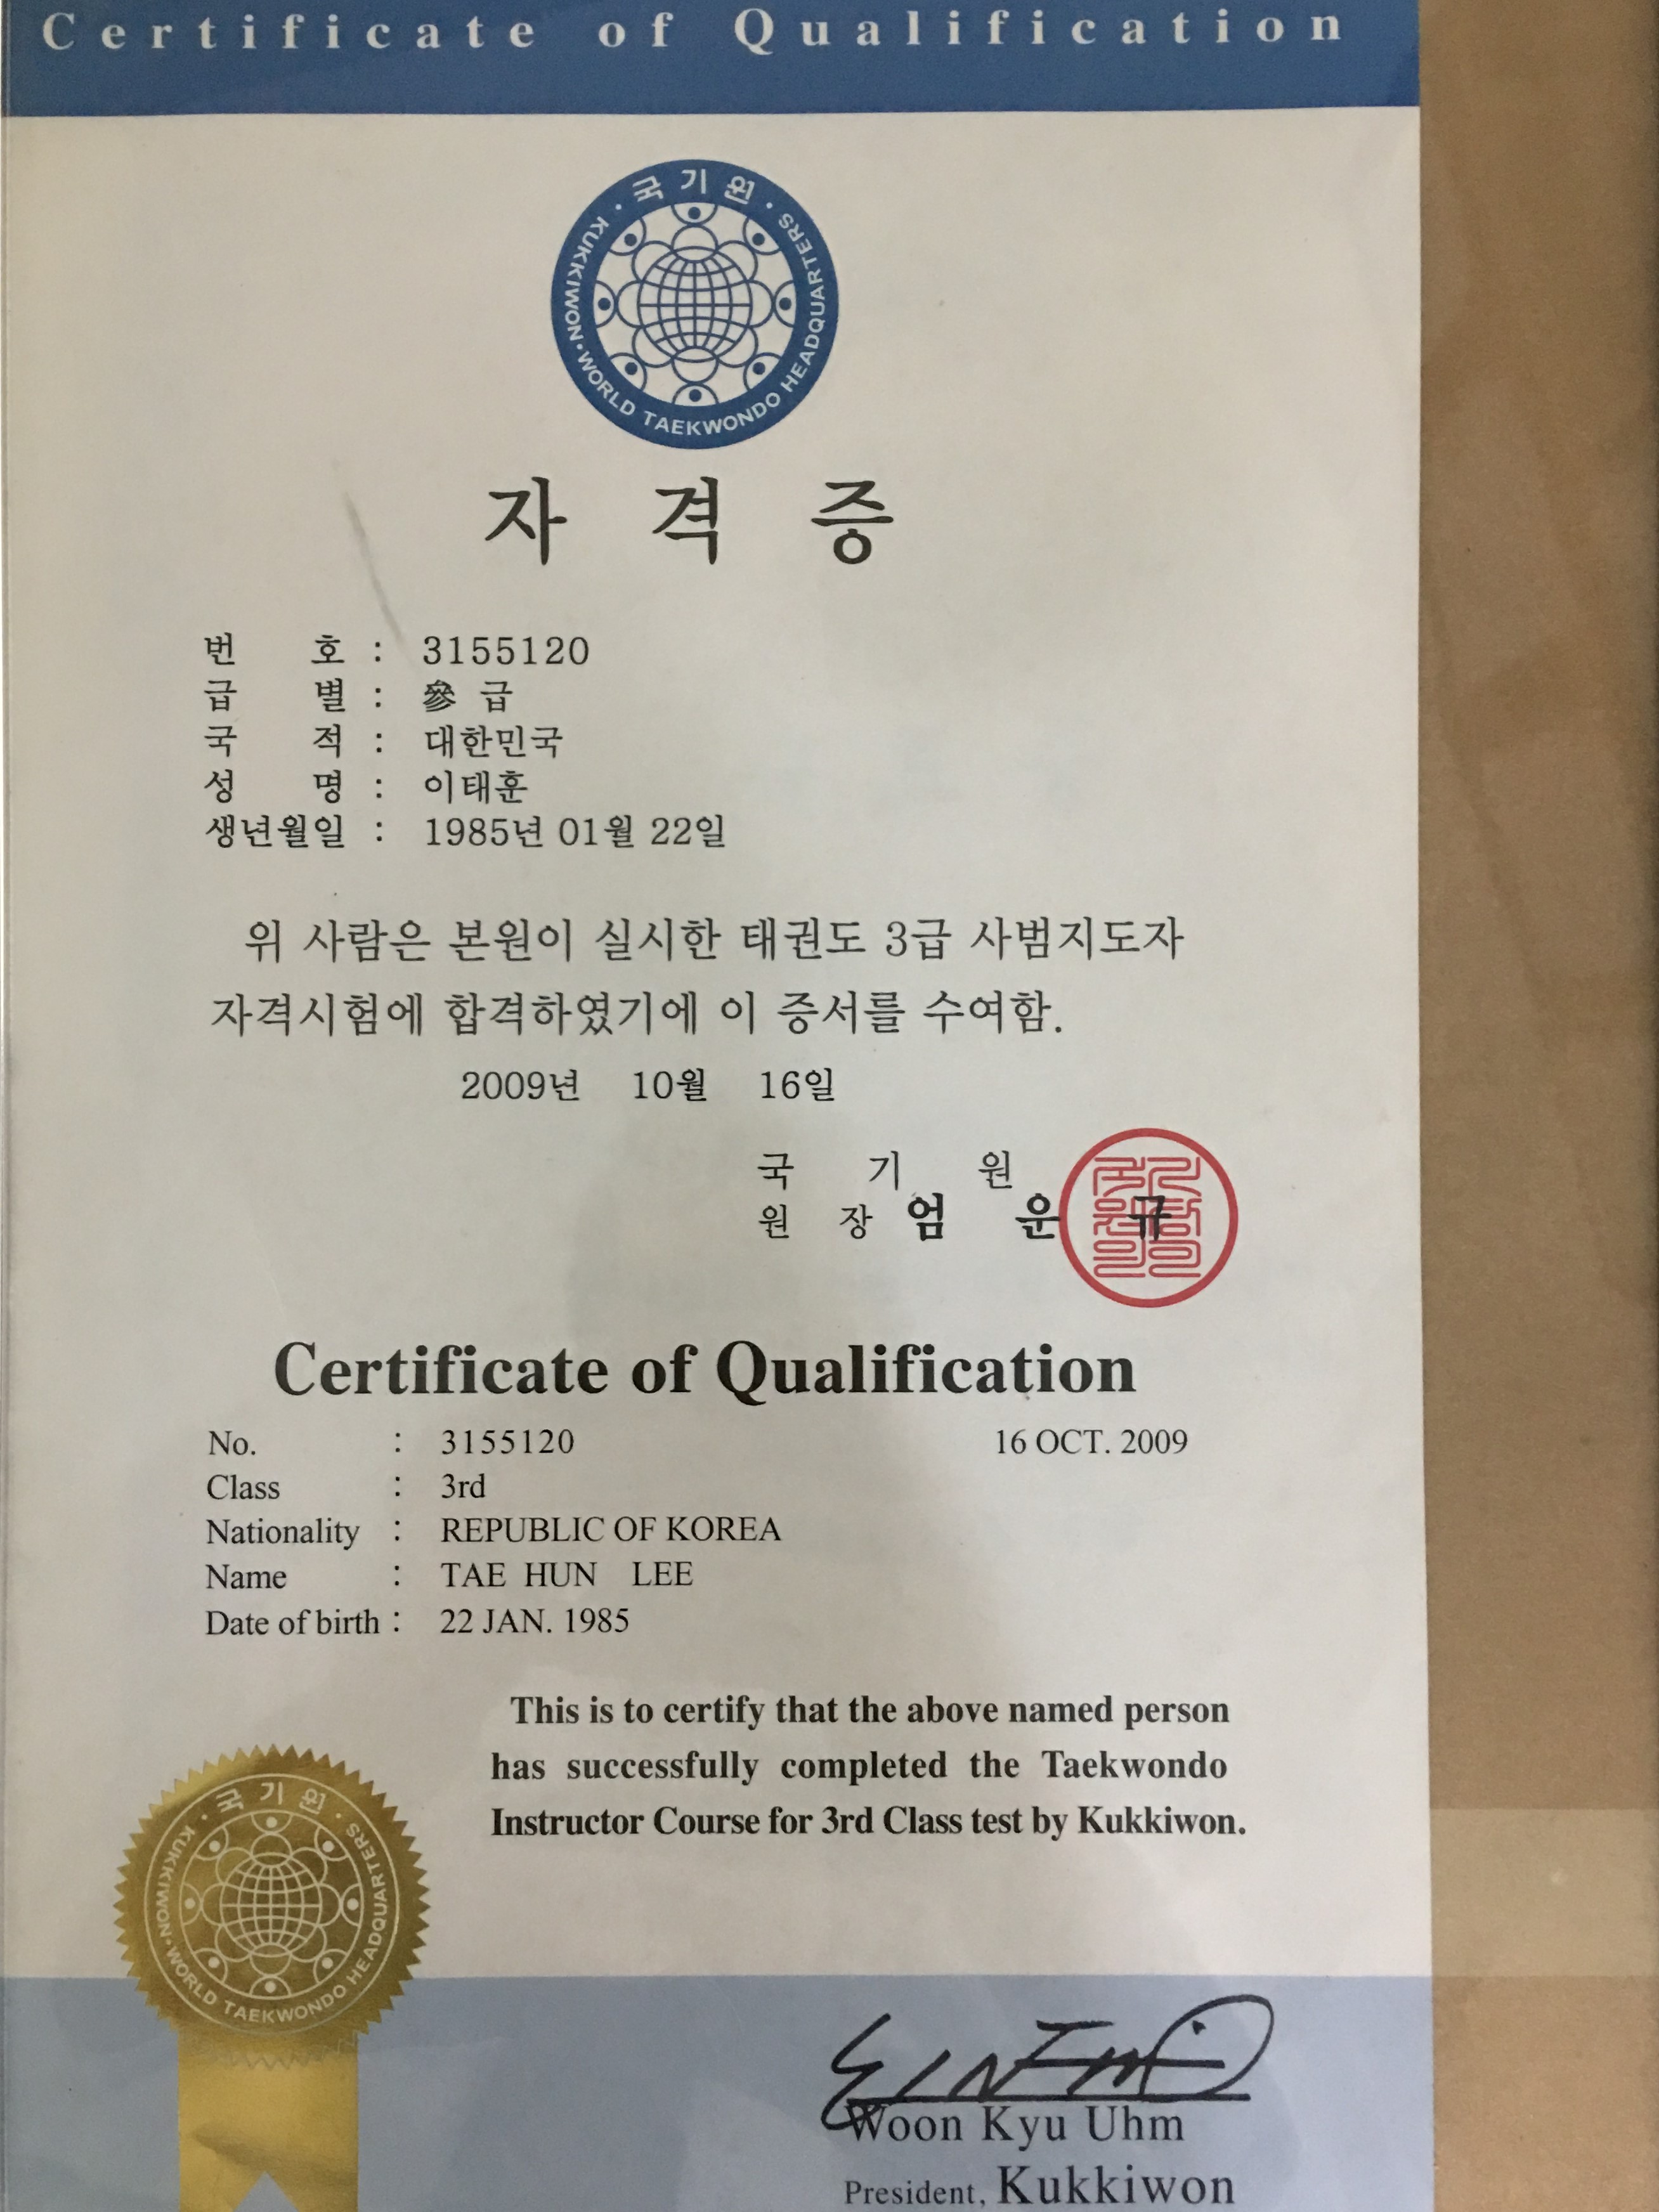 Certificate of Qualification
국기원
KUKKIWON · WORLD TAEKWONDO HEADQUARTERS
자 격 증
번 호 : 3155120
급 별 : 參 급
국 적 : 대한민국
성 명 : 이태훈
생년월일 : 1985년 01월 22일
위 사람은 본원이 실시한 태권도 3급 사범지도자
자격시험에 합격하였기에 이 증서를 수여함.
2009년 10월 16일
국 기 원
원 장 엄 운 규
Certificate of Qualification
No. : 3155120 16 OCT. 2009
Class : 3rd
Nationality : REPUBLIC OF KOREA
Name : TAE HUN LEE
Date of birth : 22 JAN. 1985
This is to certify that the above named person
has successfully completed the Taekwondo
Instructor Course for 3rd Class test by Kukkiwon.
국기원
KUKKIWON · WORLD TAEKWONDO HEADQUARTERS
Woon Kyu Uhm
President, Kukkiwon